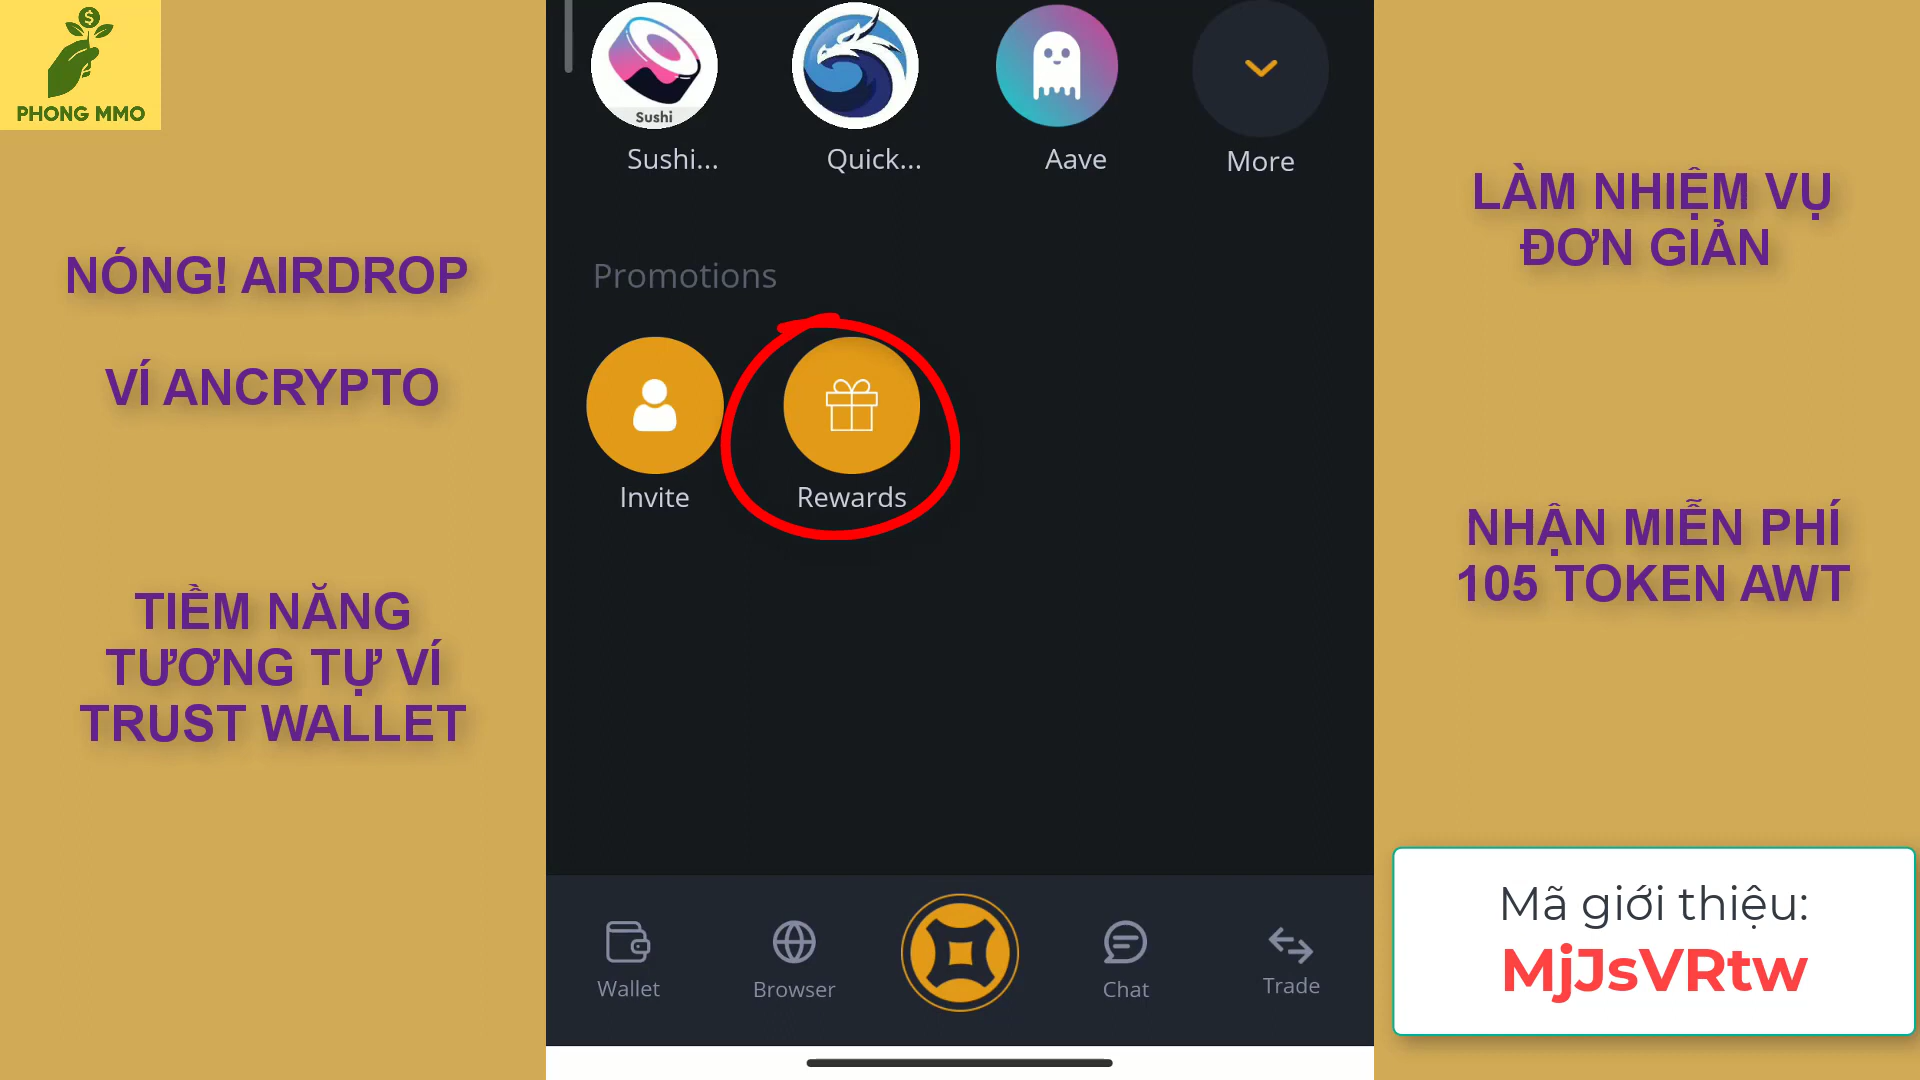 PHONG MMO
NÓNG! AIRDROP
VÍ ANCRYPTO
TIỀM NĂNG
TƯƠNG TỰ VÍ
TRUST WALLET
Sushi
Sushi...
Quick...
Aave
More
Promotions
Invite
Rewards
Wallet
Browser
Chat
Trade
LÀM NHIỆM VỤ
ĐƠN GIẢN
NHẬN MIỄN PHÍ
105 TOKEN AWT
Mã giới thiệu:
MjJsVRtw